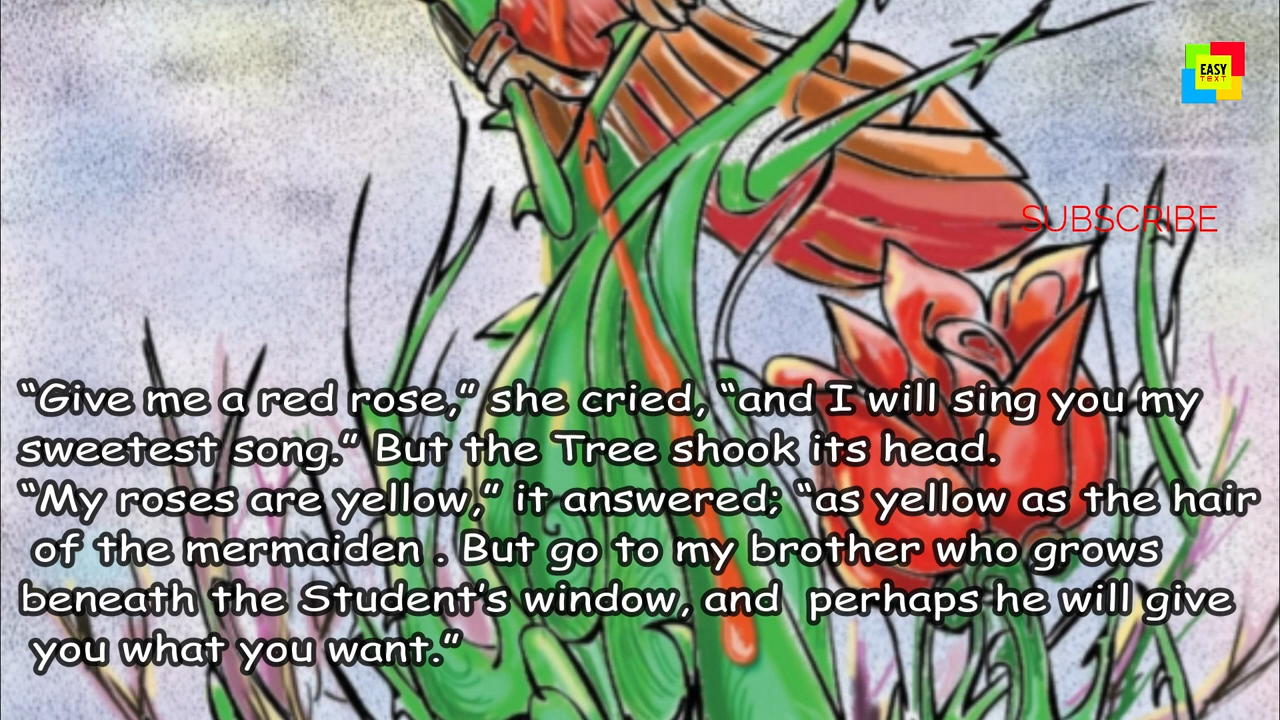 EASY
TEXT
SUBSCRIBE
“Give me a red rose,” she cried, “and I will sing you my
sweetest song.” But the Tree shook its head.
“My roses are yellow,” it answered; “as yellow as the hair
of the mermaiden . But go to my brother who grows
beneath the Student’s window, and perhaps he will give
you what you want.”